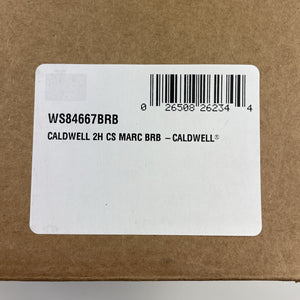 0 26508 26234 4
WS84667BRB
CALDWELL 2H CS MARC BRB – CALDWELL®